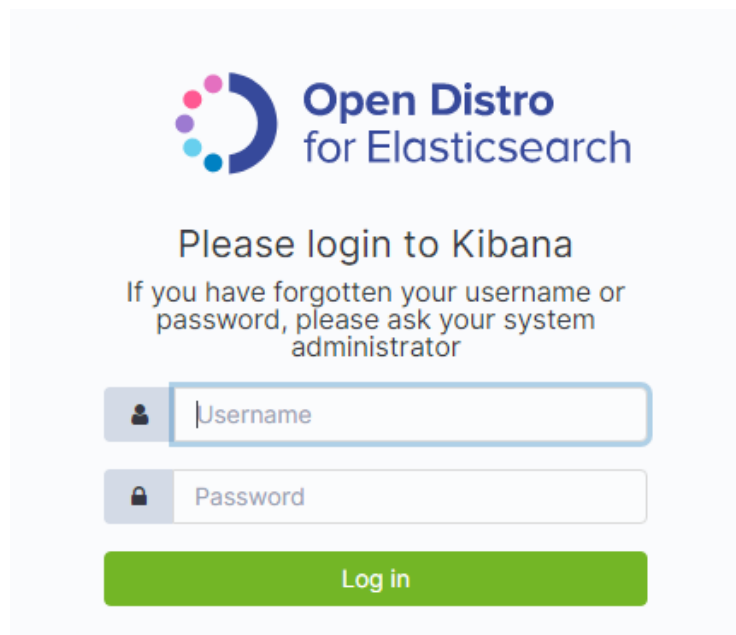 Open Distro
for Elasticsearch
Please login to Kibana
If you have forgotten your username or
password, please ask your system
administrator
Username
Password
Log in